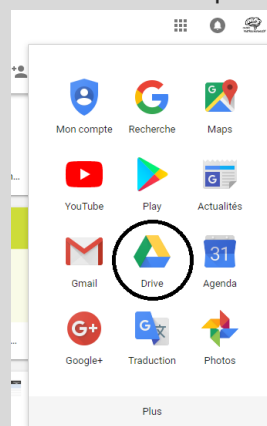 Mon compte Recherche Maps
YouTube Play Actualités
31
Gmail Drive Agenda
G+
Google+ Traduction Photos
Plus